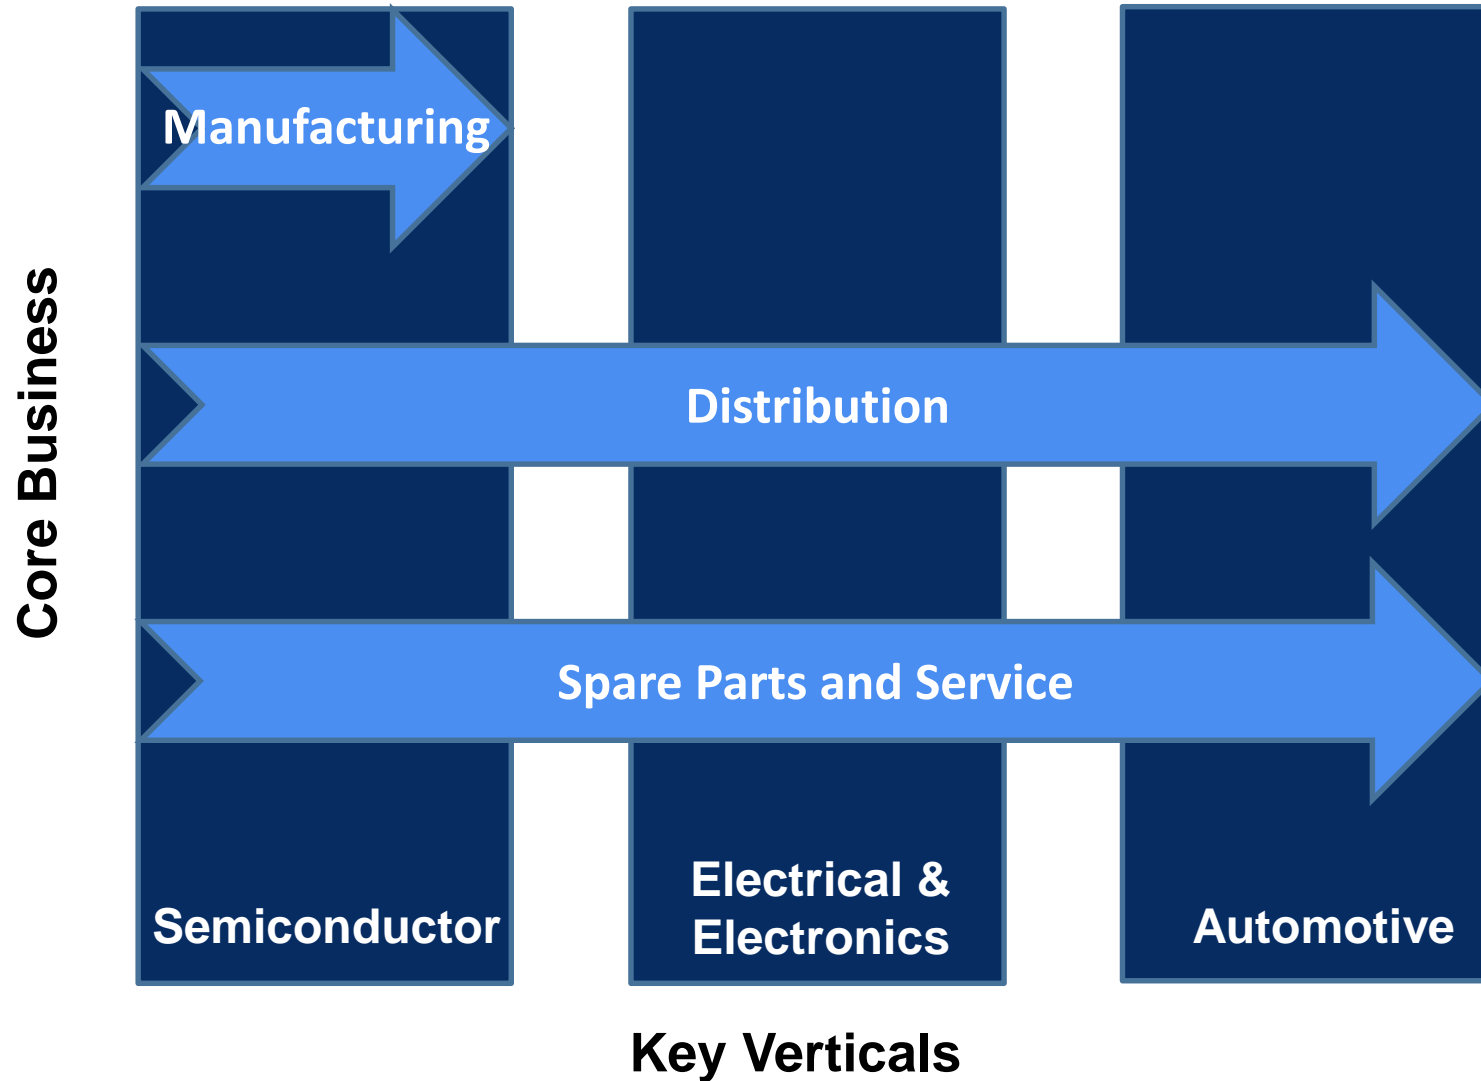 Core Business
Manufacturing
Distribution
Spare Parts and Service
Semiconductor
Electrical &
Electronics
Automotive
Key Verticals